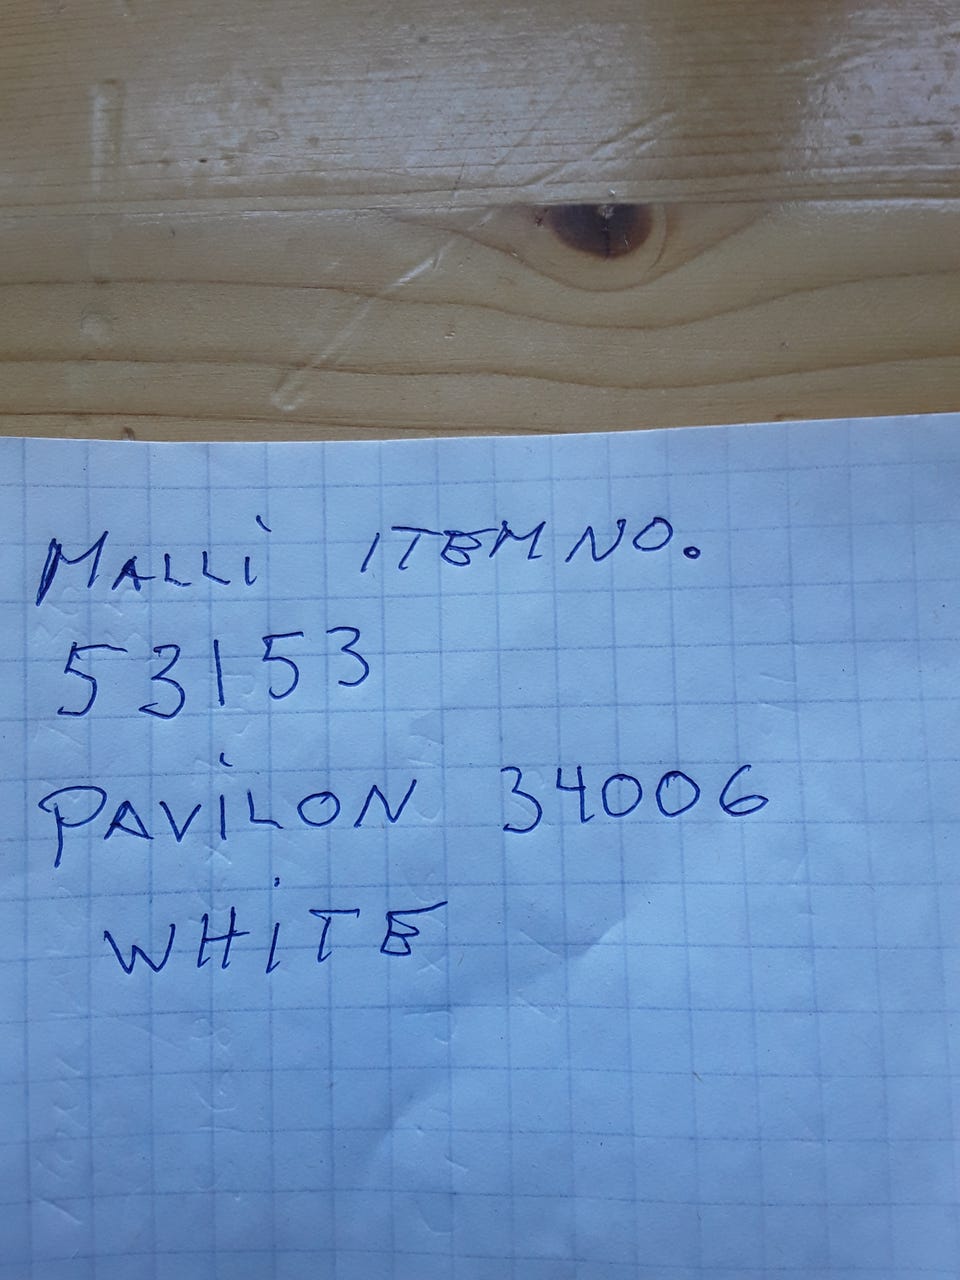 MALLi ITEM NO.
53153
PAVILON 34006
WHITE